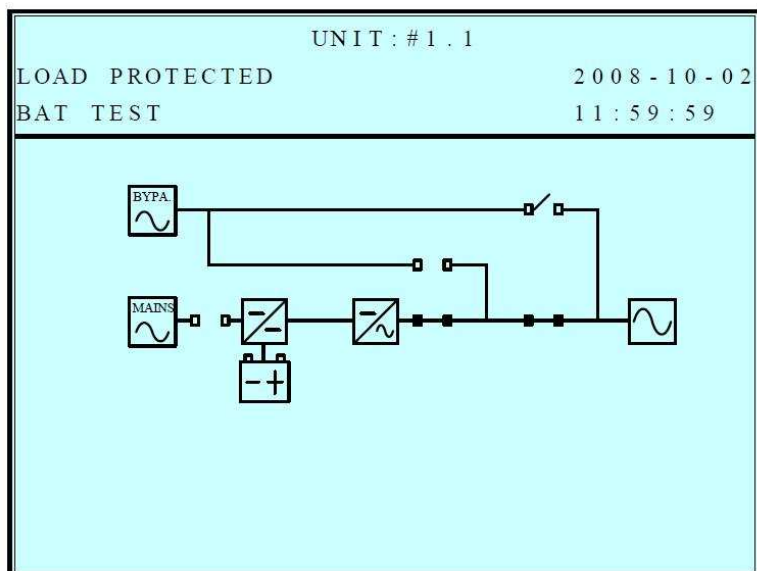 UNIT:#1.1
LOAD PROTECTED 2008-10-02
BAT TEST 11:59:59
BYPA.
MAINS